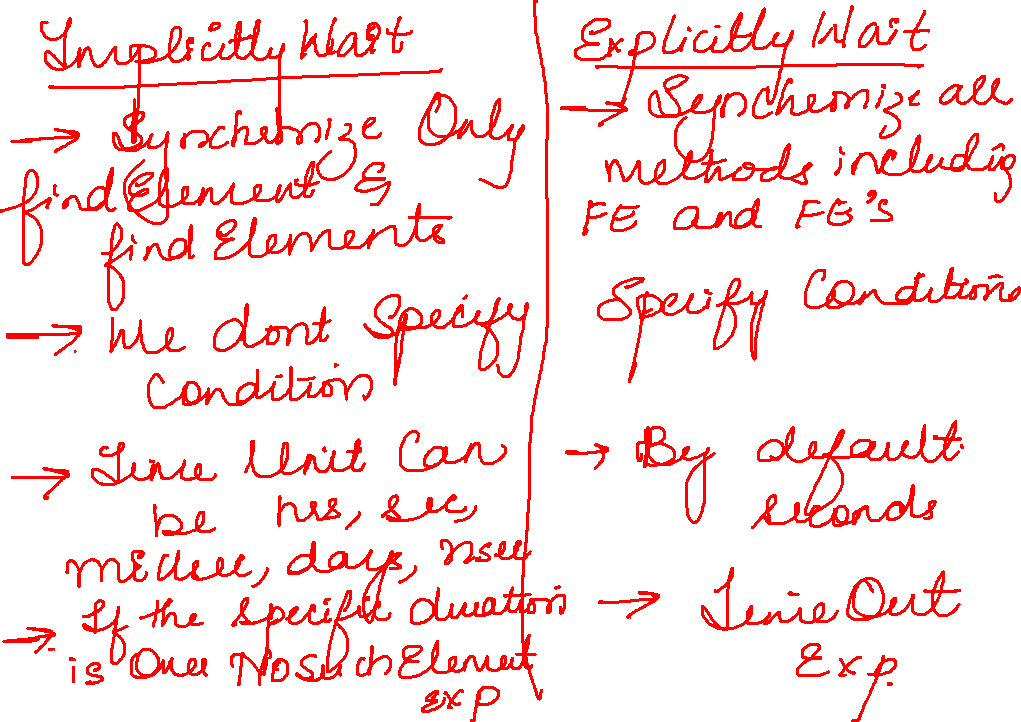 Implicitly Wait
→ Synchronize Only
find Element &
find Elements
→ We dont Specify
Condition
→ Time Unit Can
be hrs, sec,
millisec, days, nsec
→ If the specific duration
is Over NoSuchElement
Exp
Explicitly Wait
→ Synchronize all
methods including
FE and FE's
Specify Conditions
→ By default
seconds
→ TimeOut
Exp.